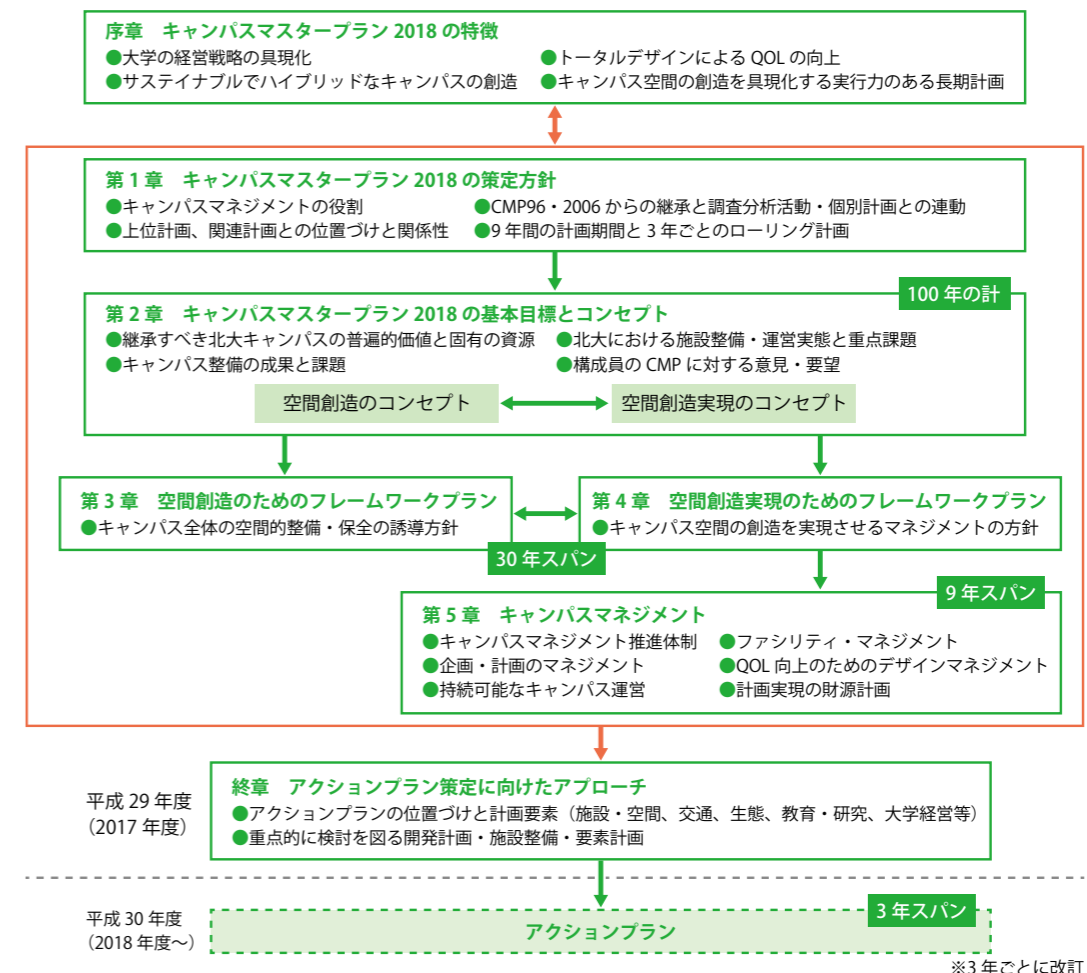 序章　キャンパスマスタープラン 2018 の特徴
●大学の経営戦略の具現化
●トータルデザインによる QOL の向上
●サステイナブルでハイブリッドなキャンパスの創造
●キャンパス空間の創造を具現化する実行力のある長期計画
第 1 章　キャンパスマスタープラン 2018 の策定方針
●キャンパスマネジメントの役割
●CMP96・2006 からの継承と調査分析活動・個別計画との連動
●上位計画、関連計画との位置づけと関係性
●9 年間の計画期間と 3 年ごとのローリング計画
100 年の計
第 2 章　キャンパスマスタープラン 2018 の基本目標とコンセプト
●継承すべき北大キャンパスの普遍的価値と固有の資源
●北大における施設整備・運営実態と重点課題
●キャンパス整備の成果と課題
●構成員の CMP に対する意見・要望
空間創造のコンセプト
空間創造実現のコンセプト
第 3 章　空間創造のためのフレームワークプラン
●キャンパス全体の空間的整備・保全の誘導方針
第 4 章　空間創造実現のためのフレームワークプラン
●キャンパス空間の創造を実現させるマネジメントの方針
30 年スパン
9 年スパン
第 5 章　キャンパスマネジメント
●キャンパスマネジメント推進体制
●ファシリティ・マネジメント
●企画・計画のマネジメント
●QOL 向上のためのデザインマネジメント
●持続可能なキャンパス運営
●計画実現の財源計画
平成 29 年度
（2017 年度）
終章　アクションプラン策定に向けたアプローチ
●アクションプランの位置づけと計画要素（施設・空間、交通、生態、教育・研究、大学経営等）
●重点的に検討を図る開発計画・施設整備・要素計画
平成 30 年度
（2018 年度～）
3 年スパン
アクションプラン
※3 年ごとに改訂